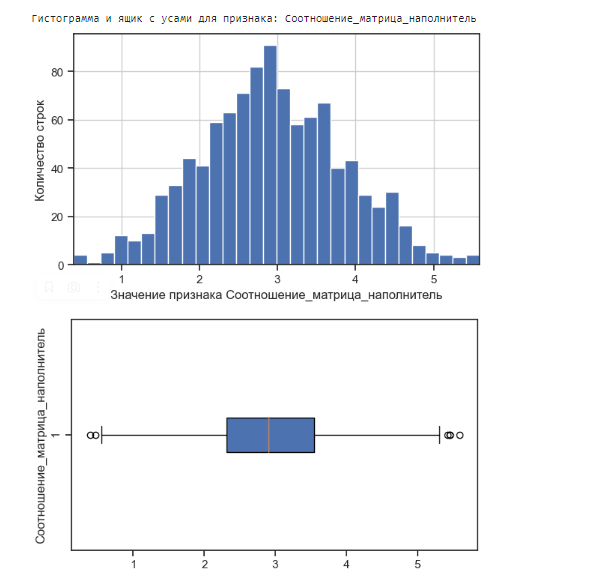 Гистограмма и ящик с усами для признака: Соотношение_матрица_наполнитель
Количество строк
80
60
40
20
0
1 2 3 4 5
Значение признака Соотношение_матрица_наполнитель
Соотношение_матрица_наполнитель
1
1 2 3 4 5